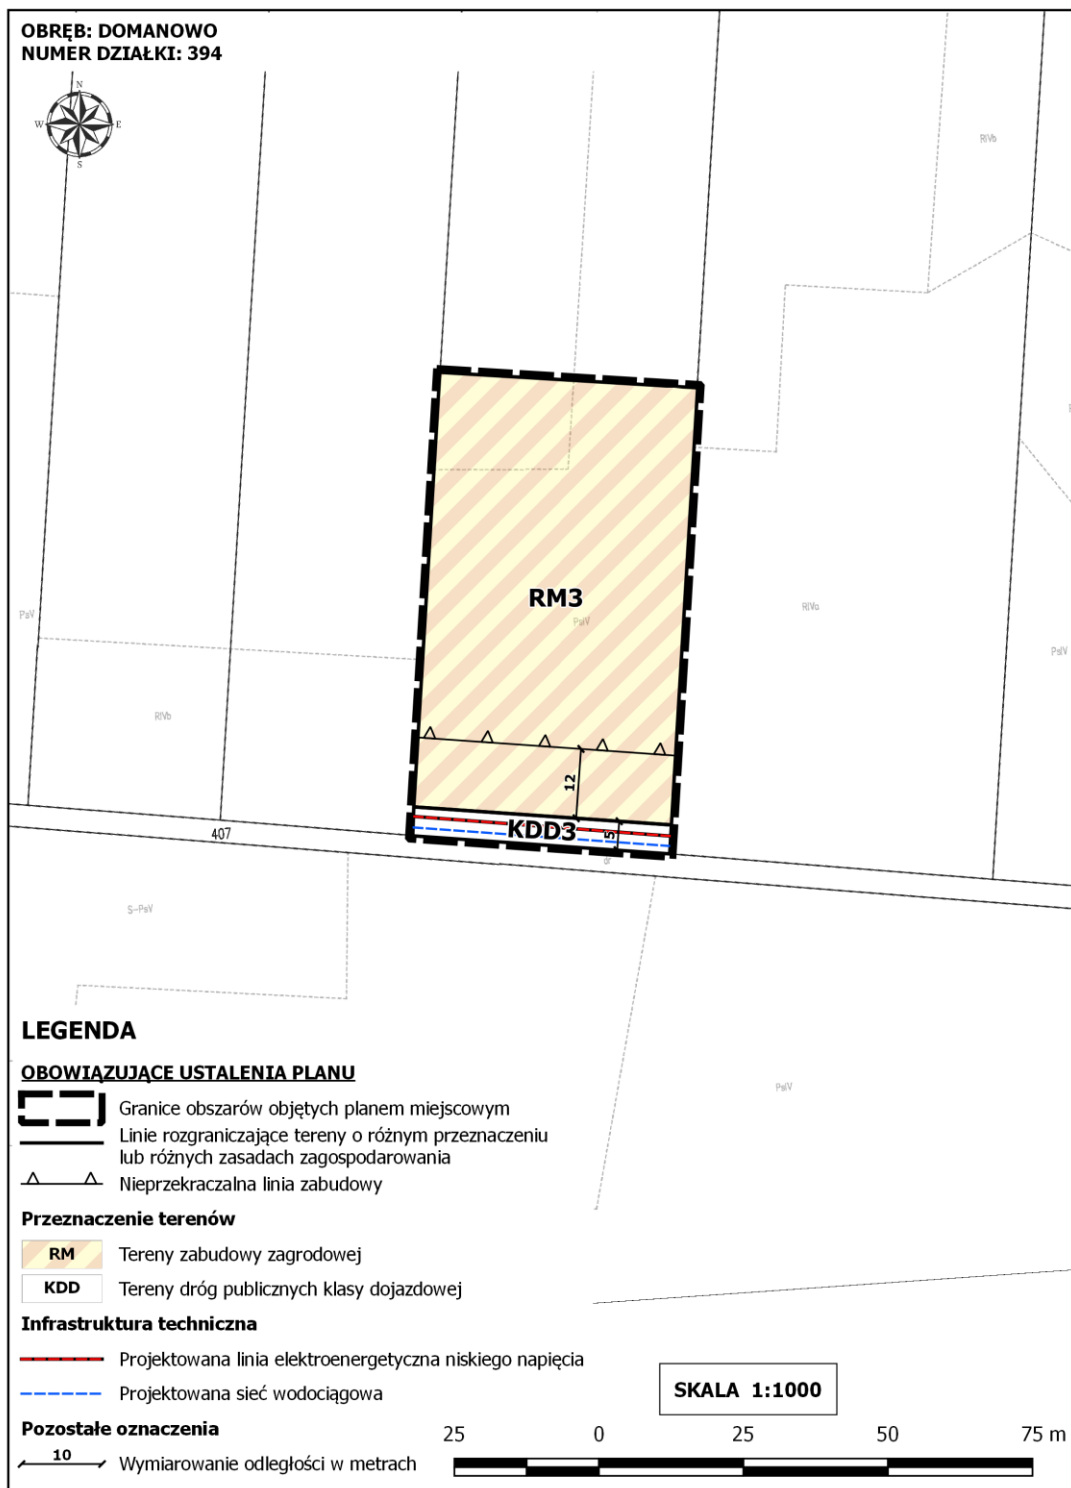 OBRĘB: DOMANOWO
NUMER DZIAŁKI: 394
N
W E
S
RIVb
RM3
PsIV
PsV
RIVa
PsIV
RIVb
12
407
KDD3
5
dr
S-PsV
PsIV
LEGENDA
OBOWIĄZUJĄCE USTALENIA PLANU
Granice obszarów objętych planem miejscowym
Linie rozgraniczające tereny o różnym przeznaczeniu
lub różnych zasadach zagospodarowania
Nieprzekraczalna linia zabudowy
Przeznaczenie terenów
RM Tereny zabudowy zagrodowej
KDD Tereny dróg publicznych klasy dojazdowej
Infrastruktura techniczna
Projektowana linia elektroenergetyczna niskiego napięcia
Projektowana sieć wodociągowa
Pozostałe oznaczenia
10 Wymiarowanie odległości w metrach
SKALA 1:1000
25 0 25 50 75 m